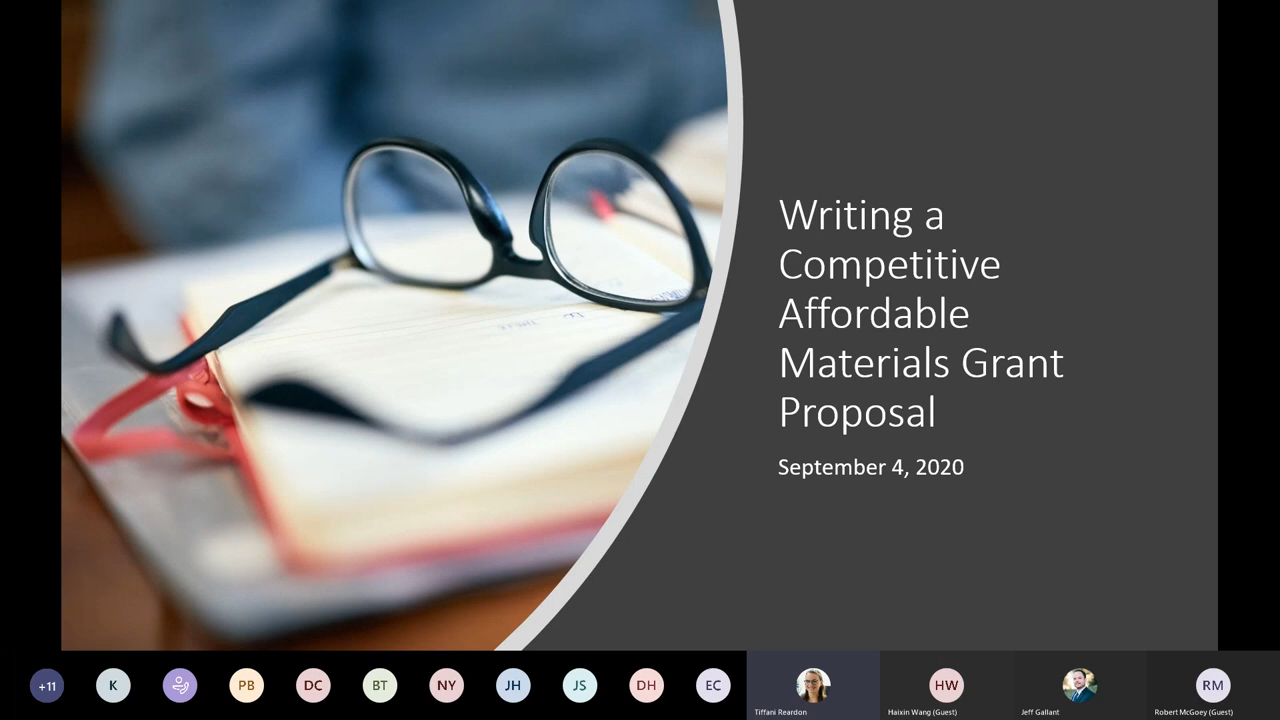 Writing a
Competitive
Affordable
Materials Grant
Proposal
September 4, 2020
+11
K
PB
DC
BT
NY
JH
JS
DH
EC
HW
RM
Tiffani Reardon
Haixin Wang (Guest)
Jeff Gallant
Robert McGoey (Guest)